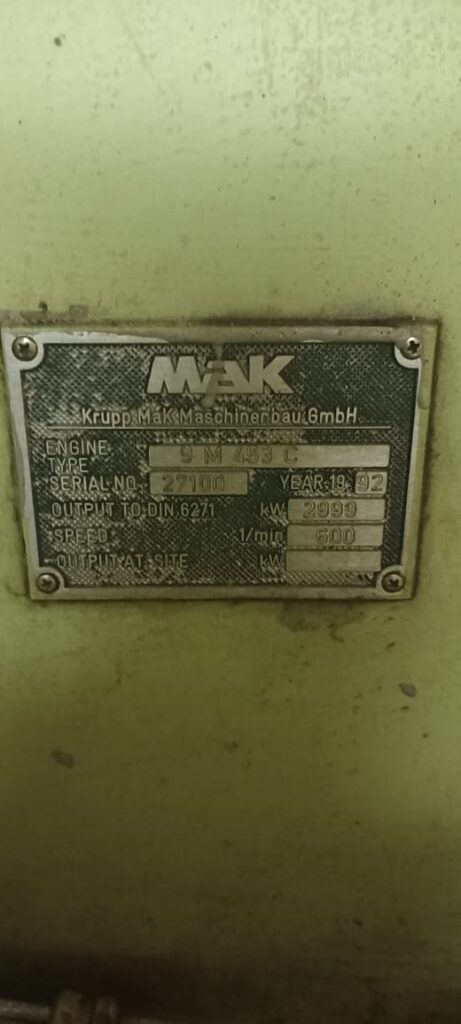 MaK
Krupp MaK Maschinenbau GmbH
ENGINE TYPE 9 M 453 C
SERIAL NO. 27100 YEAR 19 92
OUTPUT TO DIN 6271 kW 2999
SPEED 1/min 600
OUTPUT AT SITE kW